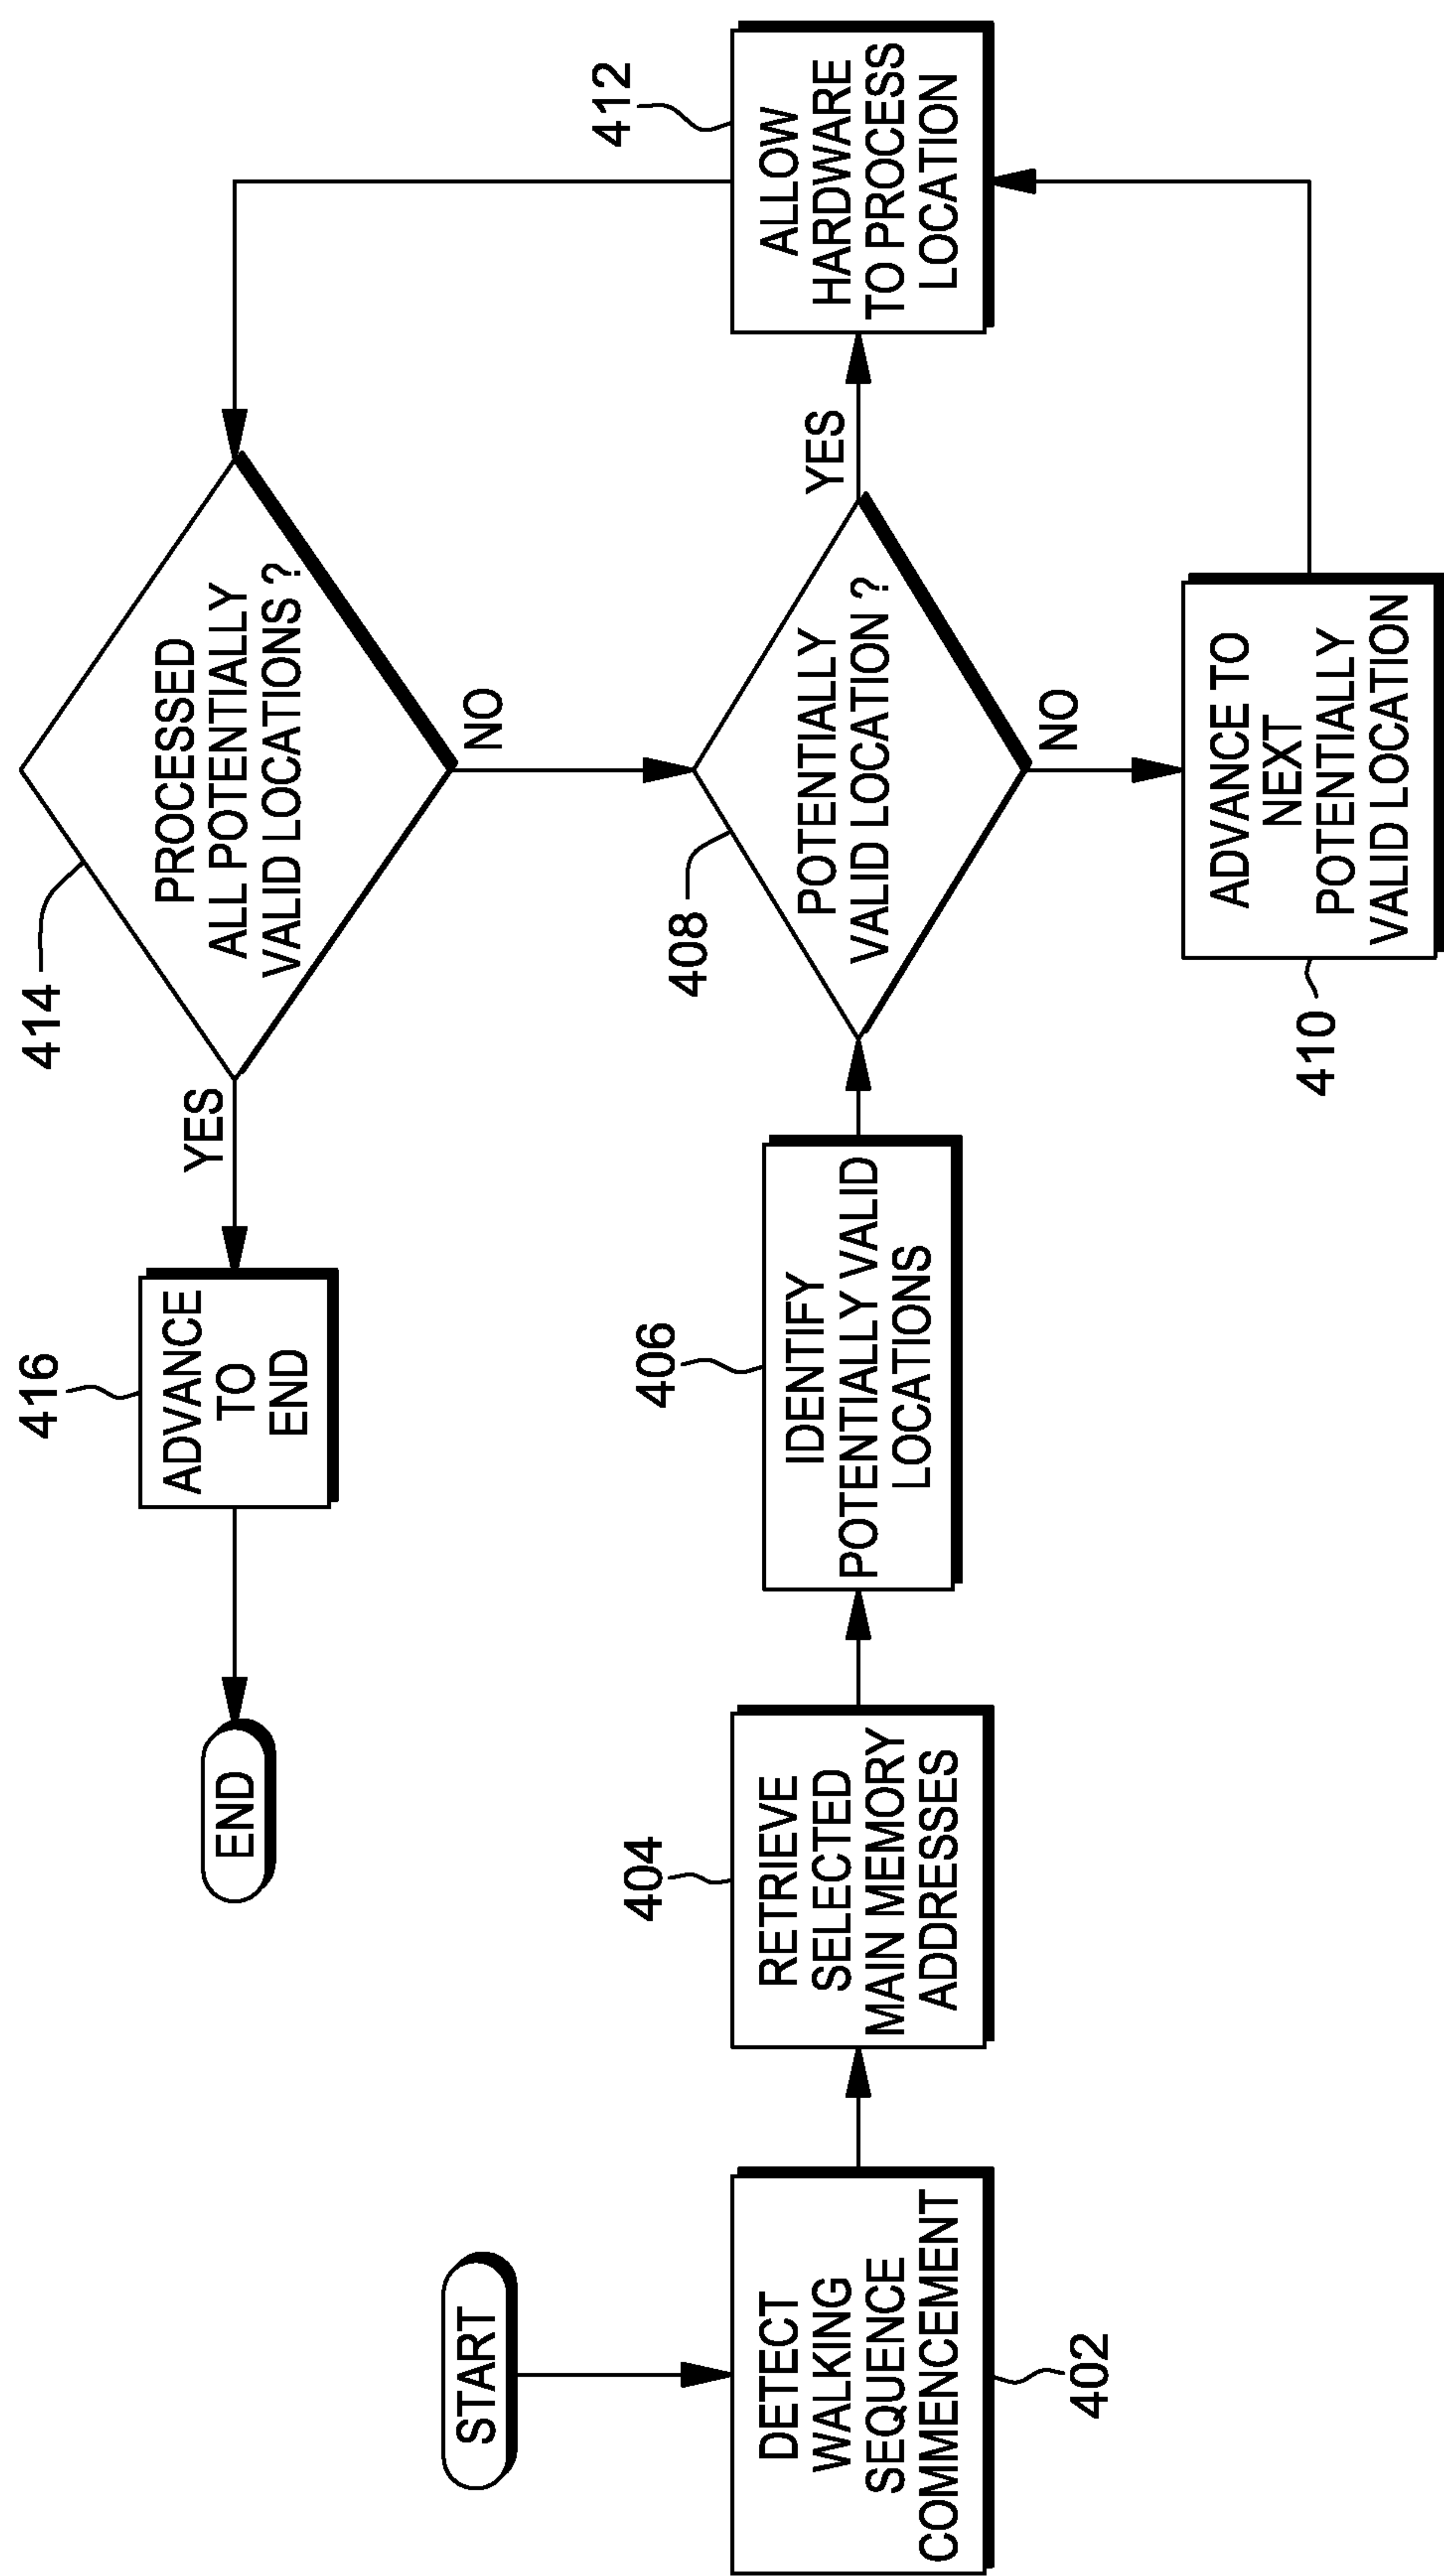 START
DETECT
WALKING
SEQUENCE
COMMENCEMENT
402
RETRIEVE
SELECTED
MAIN MEMORY
ADDRESSES
404
IDENTIFY
POTENTIALLY VALID
LOCATIONS
406
POTENTIALLY
VALID LOCATION ?
408
YES
NO
ADVANCE TO
NEXT
POTENTIALLY
VALID LOCATION
410
ALLOW
HARDWARE
TO PROCESS
LOCATION
412
PROCESSED
ALL POTENTIALLY
VALID LOCATIONS ?
414
NO
YES
ADVANCE
TO
END
416
END